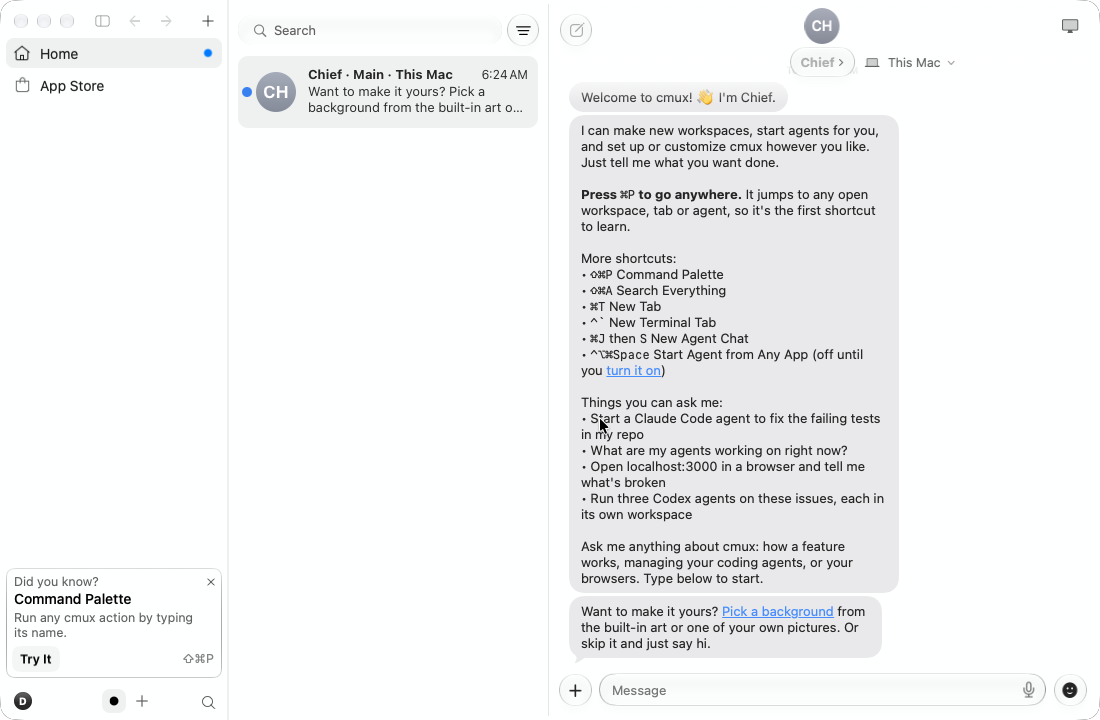 Home
App Store
Did you know?
Command Palette
Run any cmux action by typing
its name.
Try It
⇧⌘P
D
Search
CH
Chief · Main · This Mac
6:24 AM
Want to make it yours? Pick a
background from the built-in art o...
CH
Chief
This Mac
Welcome to cmux! 👋 I'm Chief.
I can make new workspaces, start agents for you,
and set up or customize cmux however you like.
Just tell me what you want done.
Press ⌘P to go anywhere. It jumps to any open
workspace, tab or agent, so it's the first shortcut
to learn.
More shortcuts:
• ⇧⌘P Command Palette
• ⇧⌘A Search Everything
• ⌘T New Tab
• ^` New Terminal Tab
• ⌘J then S New Agent Chat
• ^⌥⌘Space Start Agent from Any App (off until
you turn it on)
Things you can ask me:
• Start a Claude Code agent to fix the failing tests
in my repo
• What are my agents working on right now?
• Open localhost:3000 in a browser and tell me
what's broken
• Run three Codex agents on these issues, each in
its own workspace
Ask me anything about cmux: how a feature
works, managing your coding agents, or your
browsers. Type below to start.
Want to make it yours? Pick a background from
the built-in art or one of your own pictures. Or
skip it and just say hi.
Message